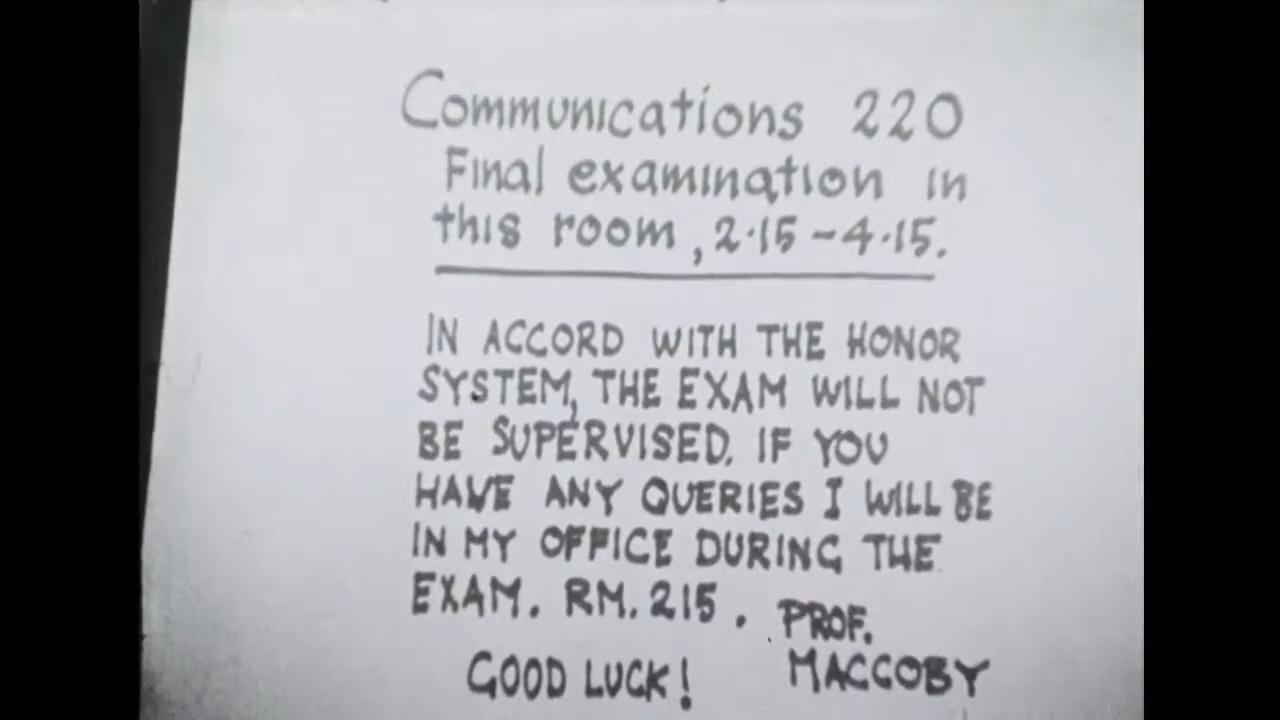 Communications 220
Final examination in
this room, 2·15 - 4·15.
IN ACCORD WITH THE HONOR
SYSTEM, THE EXAM WILL NOT
BE SUPERVISED. IF YOU
HAVE ANY QUERIES I WILL BE
IN MY OFFICE DURING THE
EXAM. RM. 215.
PROF.
MACCOBY
GOOD LUCK!